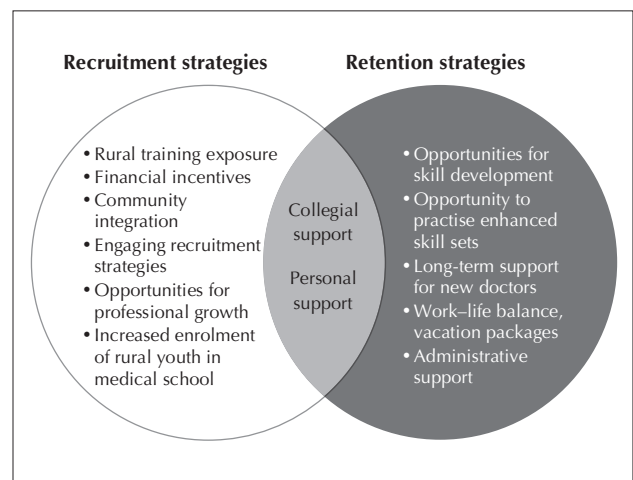 Recruitment strategies
Retention strategies
• Rural training exposure
• Financial incentives
• Community
integration
• Engaging recruitment
strategies
• Opportunities for
professional growth
• Increased enrolment
of rural youth in
medical school
Collegial
support
Personal
support
• Opportunities for
skill development
• Opportunity to
practise enhanced
skill sets
• Long-term support
for new doctors
• Work–life balance,
vacation packages
• Administrative
support